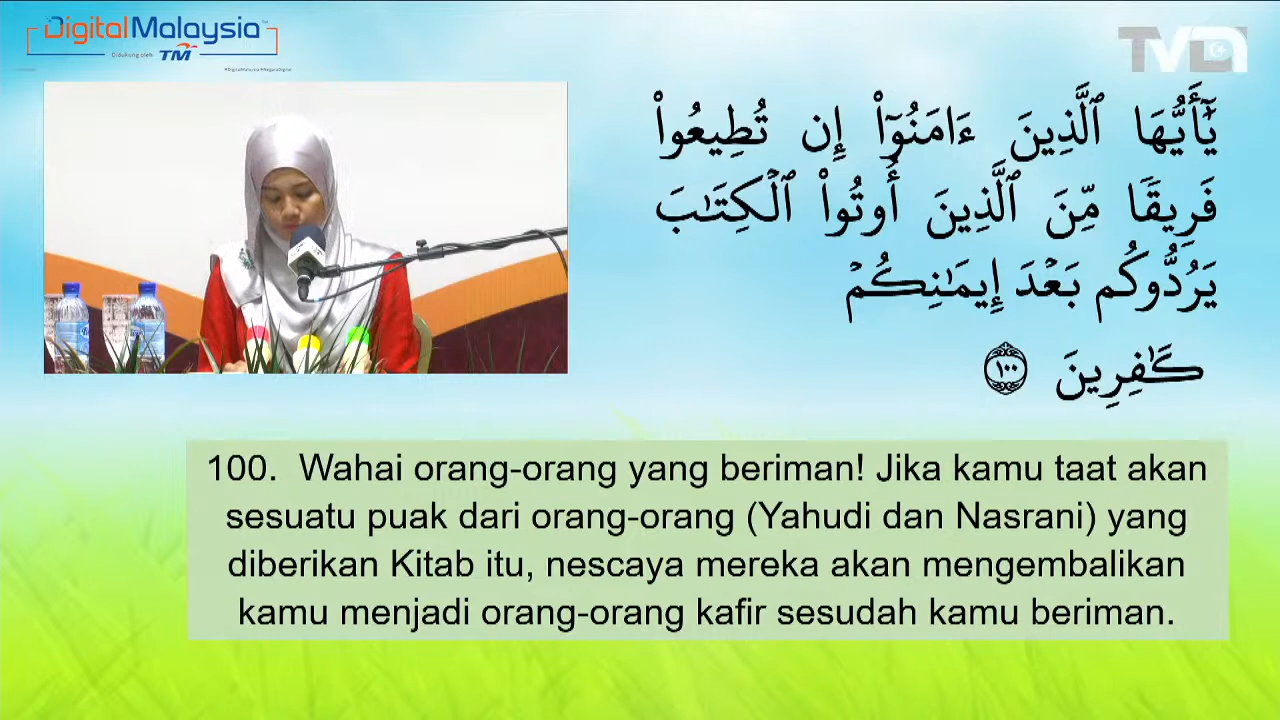 DigitalMalaysia
Didukung oleh TM
TVDI
يَٰٓأَيُّهَا ٱلَّذِينَ ءَامَنُوٓا۟ إِن تُطِيعُوا۟
فَرِيقًا مِّنَ ٱلَّذِينَ أُوتُوا۟ ٱلْكِتَٰبَ
يَرُدُّوكُم بَعْدَ إِيمَٰنِكُمْ
كَٰفِرِينَ ١٠٠
100. Wahai orang-orang yang beriman! Jika kamu taat akan
sesuatu puak dari orang-orang (Yahudi dan Nasrani) yang
diberikan Kitab itu, nescaya mereka akan mengembalikan
kamu menjadi orang-orang kafir sesudah kamu beriman.